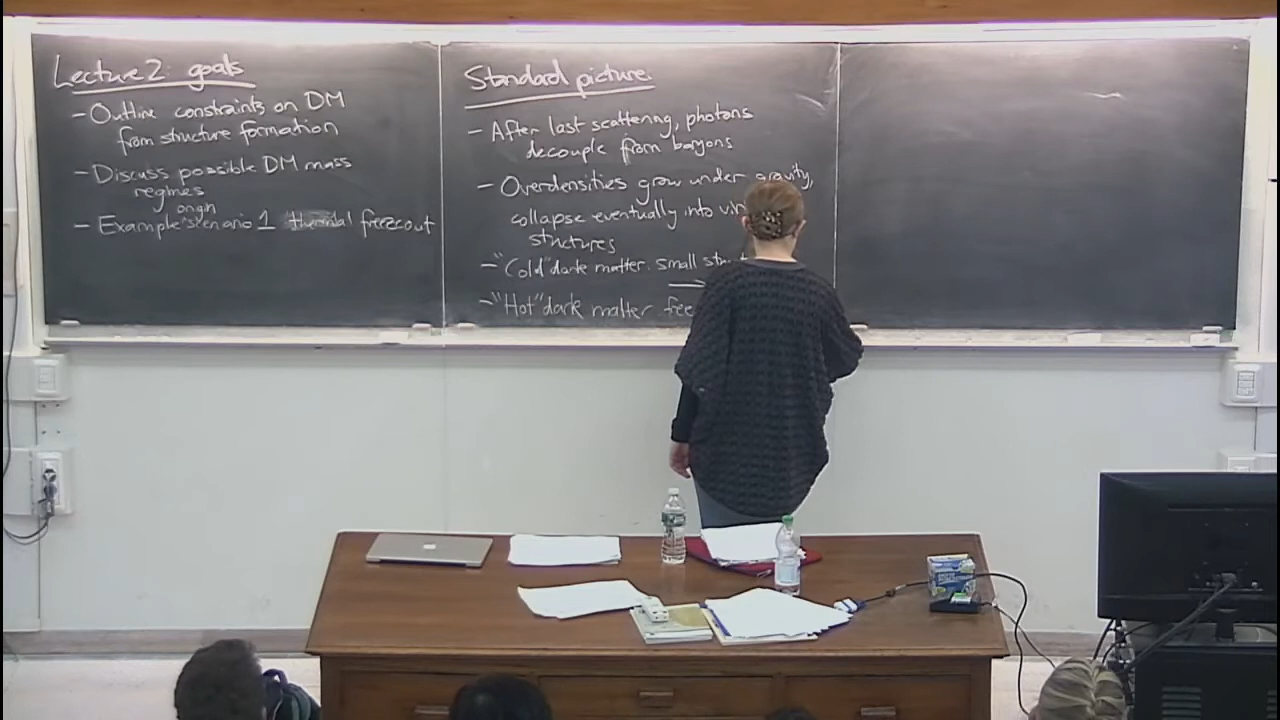 Lecture 2 goals
- Outline constraints on DM
from structure formation
- Discuss possible DM mass
regimes
origin
- Example scenario 1 thermal freezeout
Standard picture:
- After last scattering, photons
decouple from baryons
- Overdensities grow under gravity,
collapse eventually into
structures
- "Cold" dark matter: small
- "Hot" dark matter: